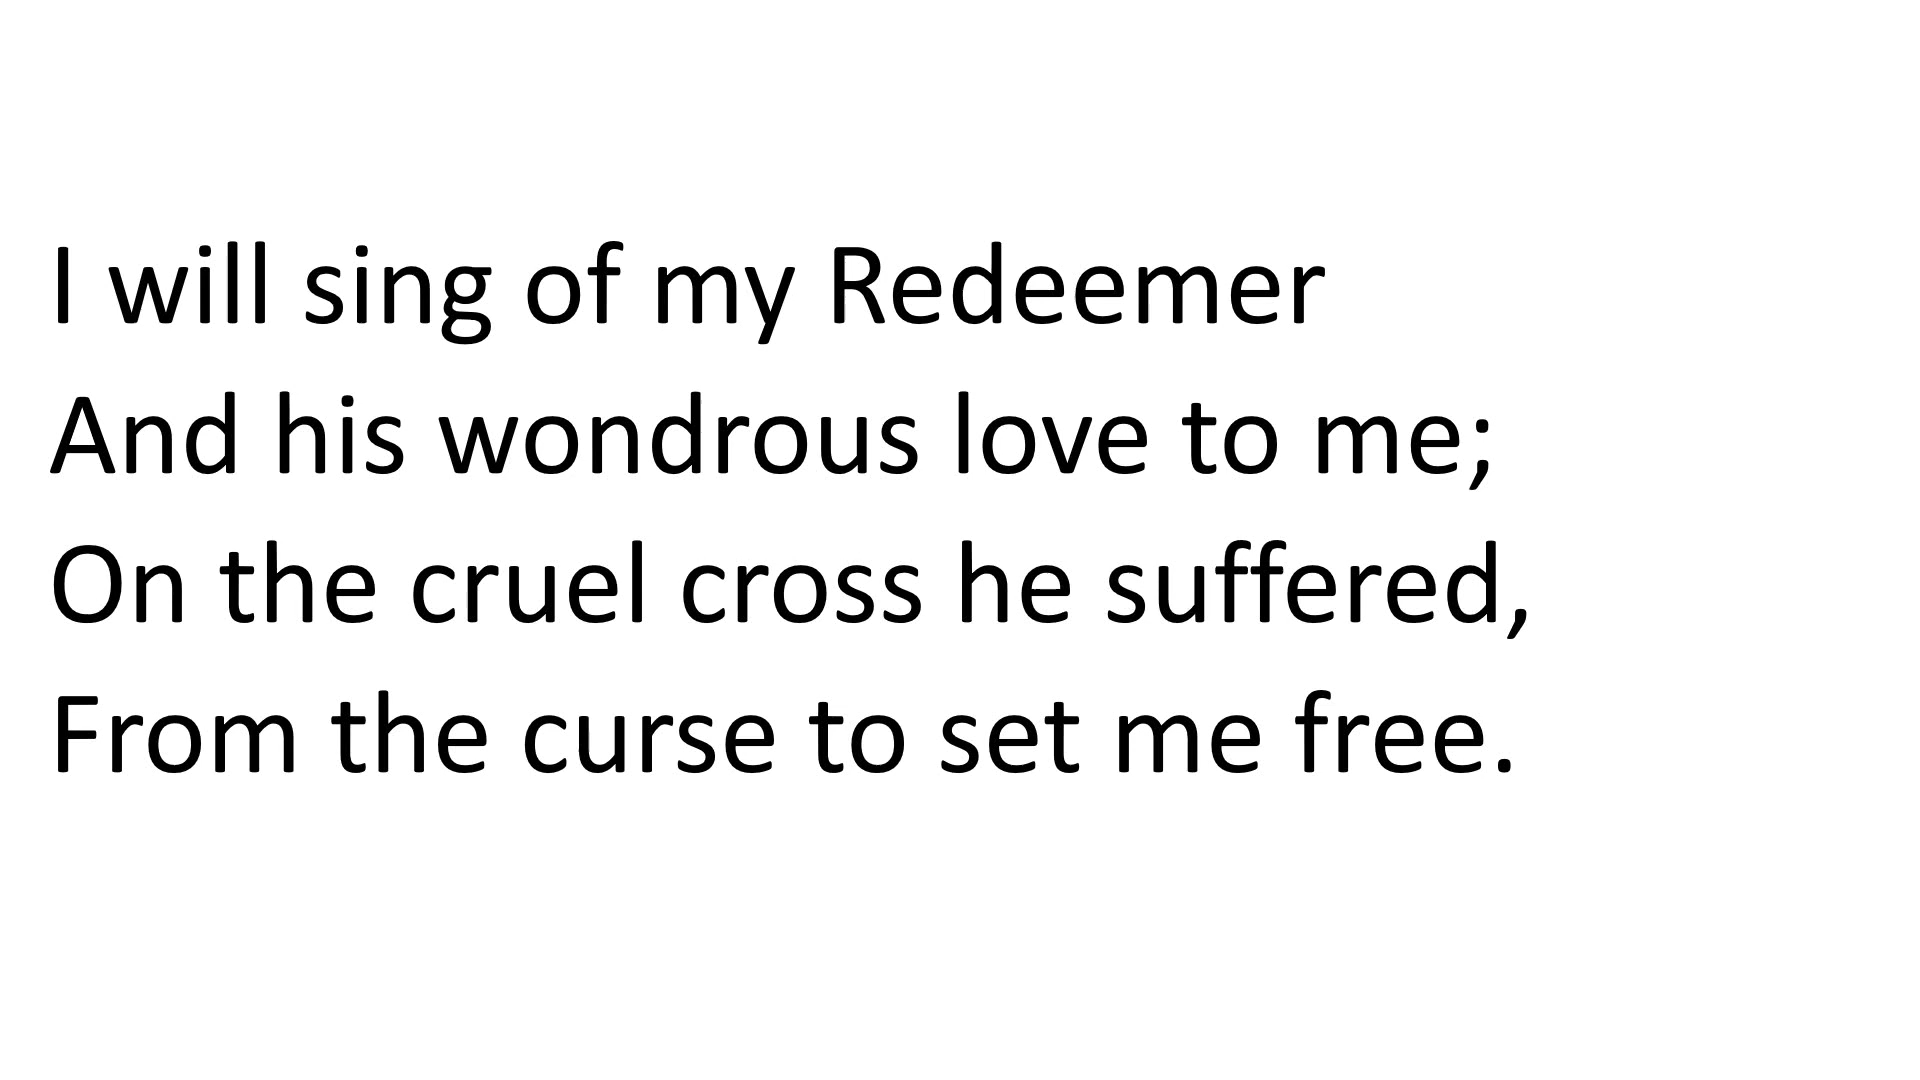 I will sing of my Redeemer
And his wondrous love to me;
On the cruel cross he suffered,
From the curse to set me free.